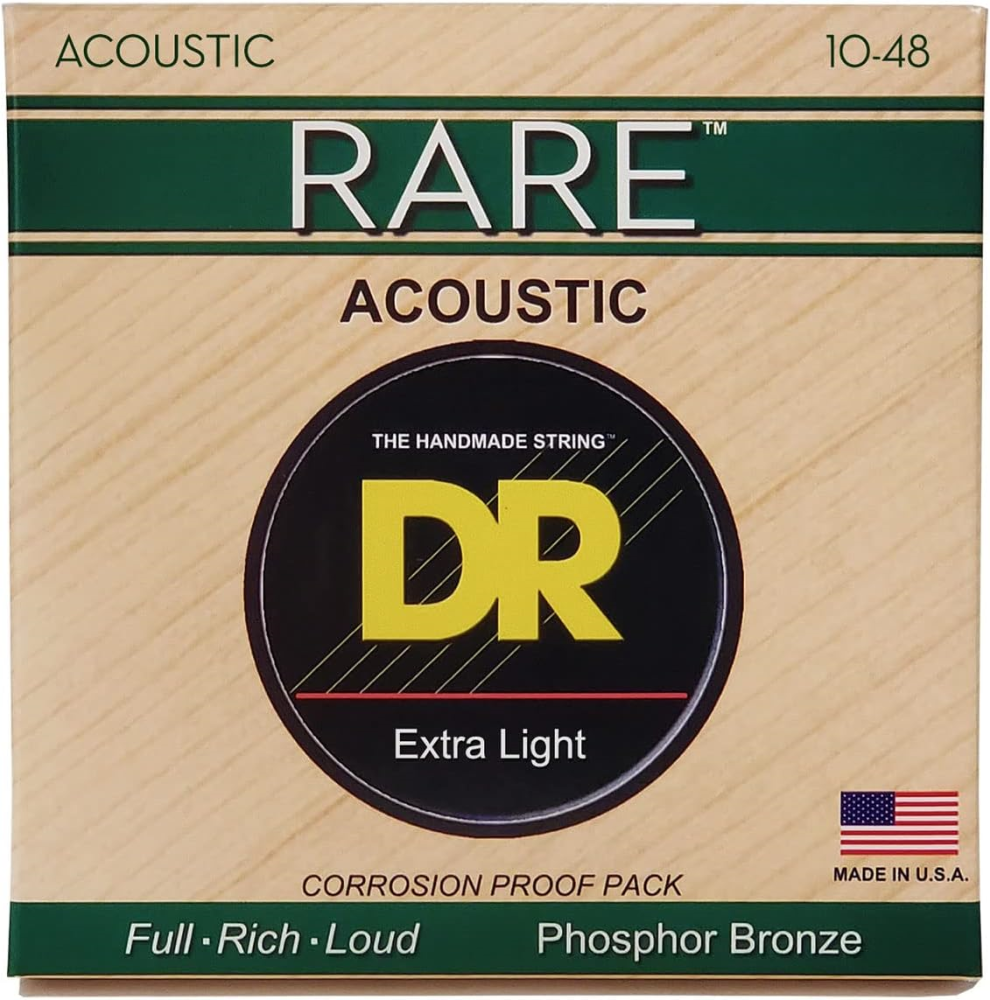 ACOUSTIC 10-48
RARE™
ACOUSTIC
THE HANDMADE STRING™
DR
Extra Light
MADE IN U.S.A.
CORROSION PROOF PACK
Full · Rich · Loud Phosphor Bronze